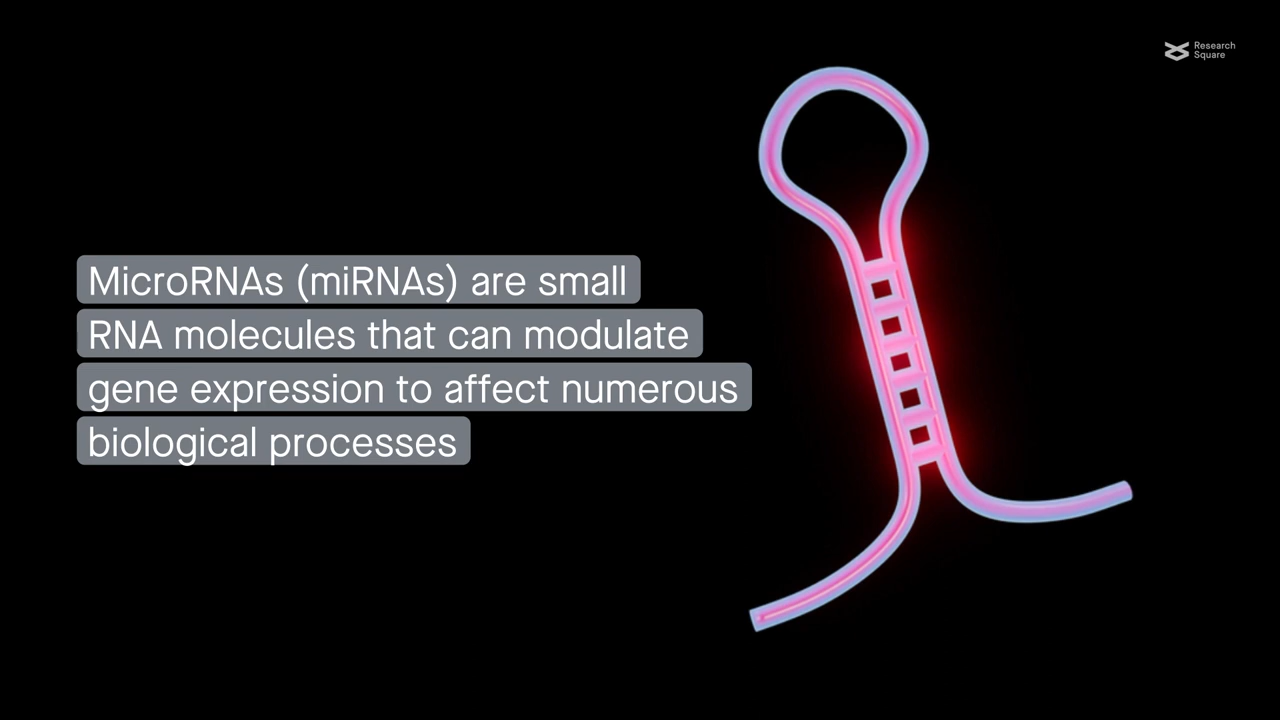 Research
Square
MicroRNAs (miRNAs) are small
RNA molecules that can modulate
gene expression to affect numerous
biological processes